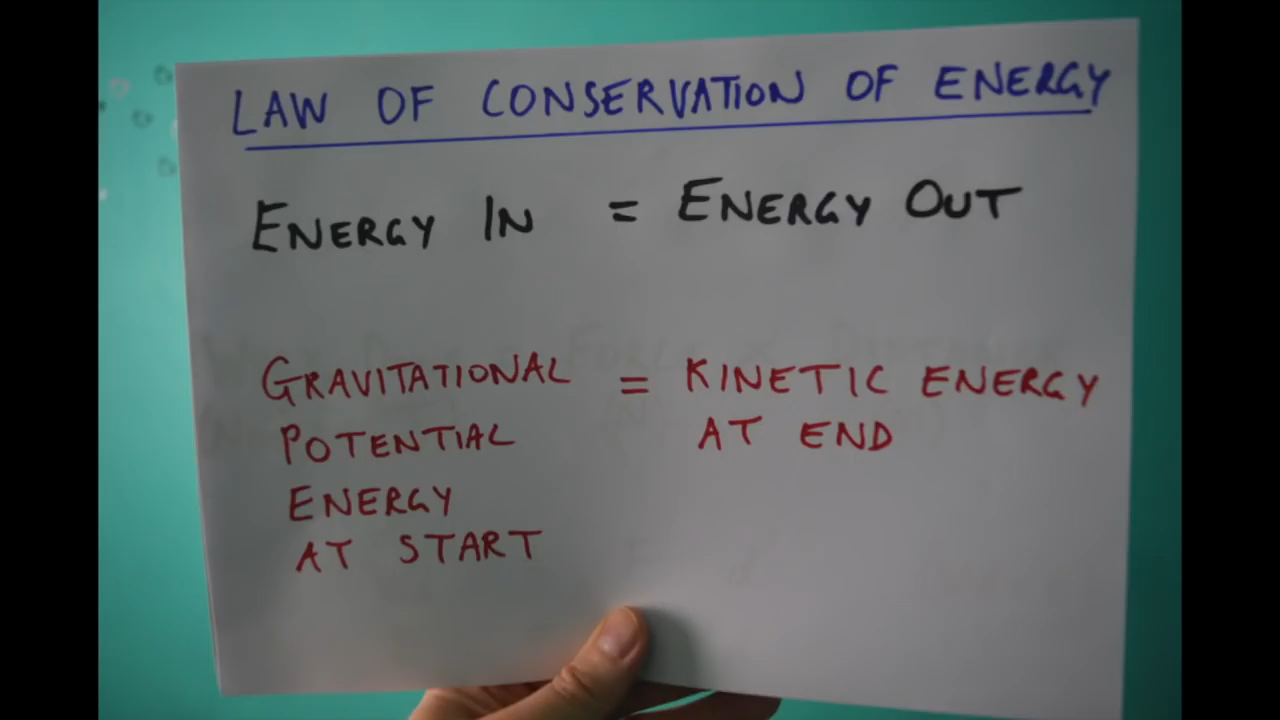 LAW OF CONSERVATION OF ENERGY
ENERGY IN = ENERGY OUT
GRAVITATIONAL = KINETIC ENERGY
POTENTIAL AT END
ENERGY
AT START